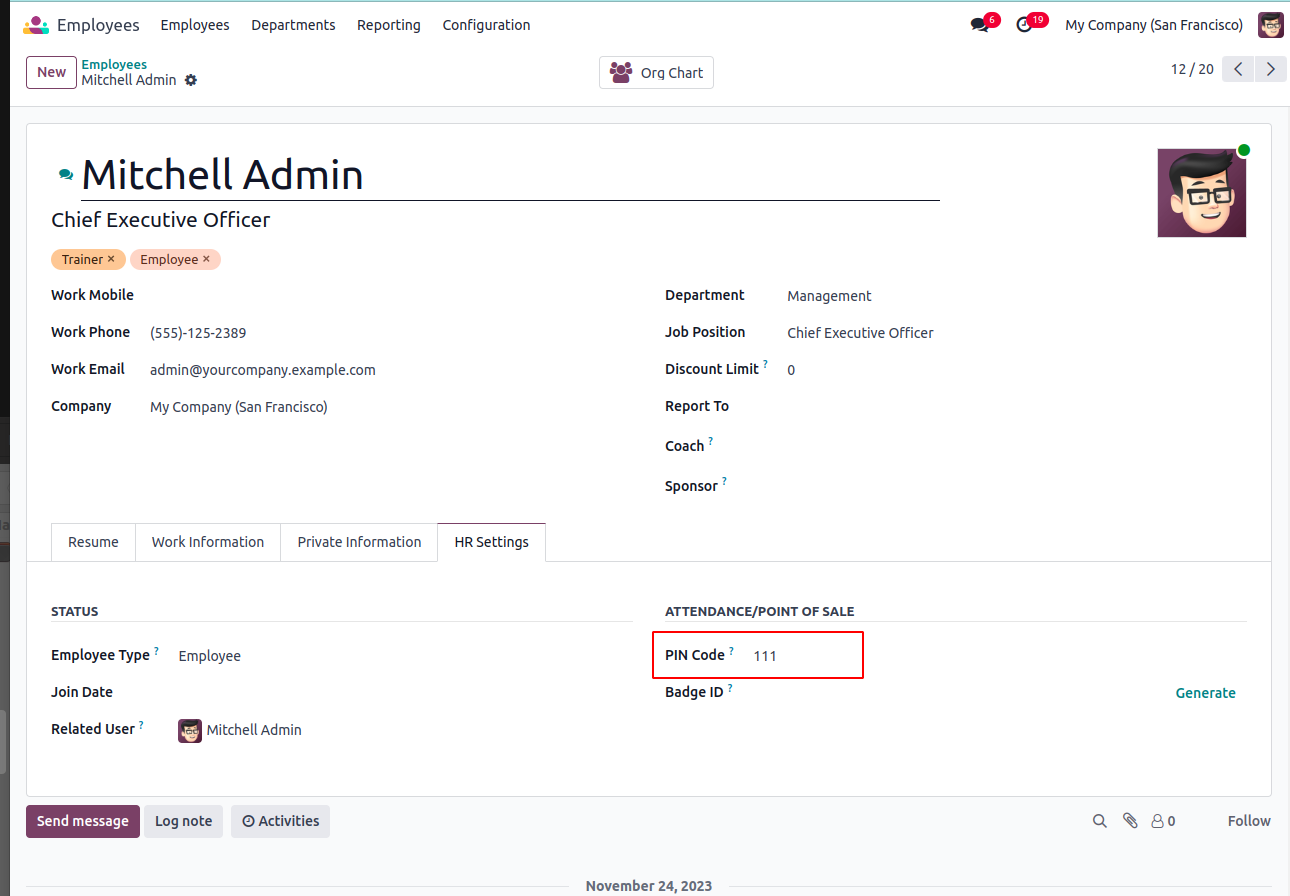 Employees Employees Departments Reporting Configuration 6 19 My Company (San Francisco)
New Employees
Mitchell Admin
Org Chart
12 / 20
Mitchell Admin
Chief Executive Officer
Trainer × Employee ×
Work Mobile
Work Phone (555)-125-2389
Work Email admin@yourcompany.example.com
Company My Company (San Francisco)
Department Management
Job Position Chief Executive Officer
Discount Limit ? 0
Report To
Coach ?
Sponsor ?
Resume Work Information Private Information HR Settings
STATUS
Employee Type ? Employee
Join Date
Related User ? Mitchell Admin
ATTENDANCE/POINT OF SALE
PIN Code ? 111
Badge ID ? Generate
Send message Log note Activities 0 Follow
November 24, 2023